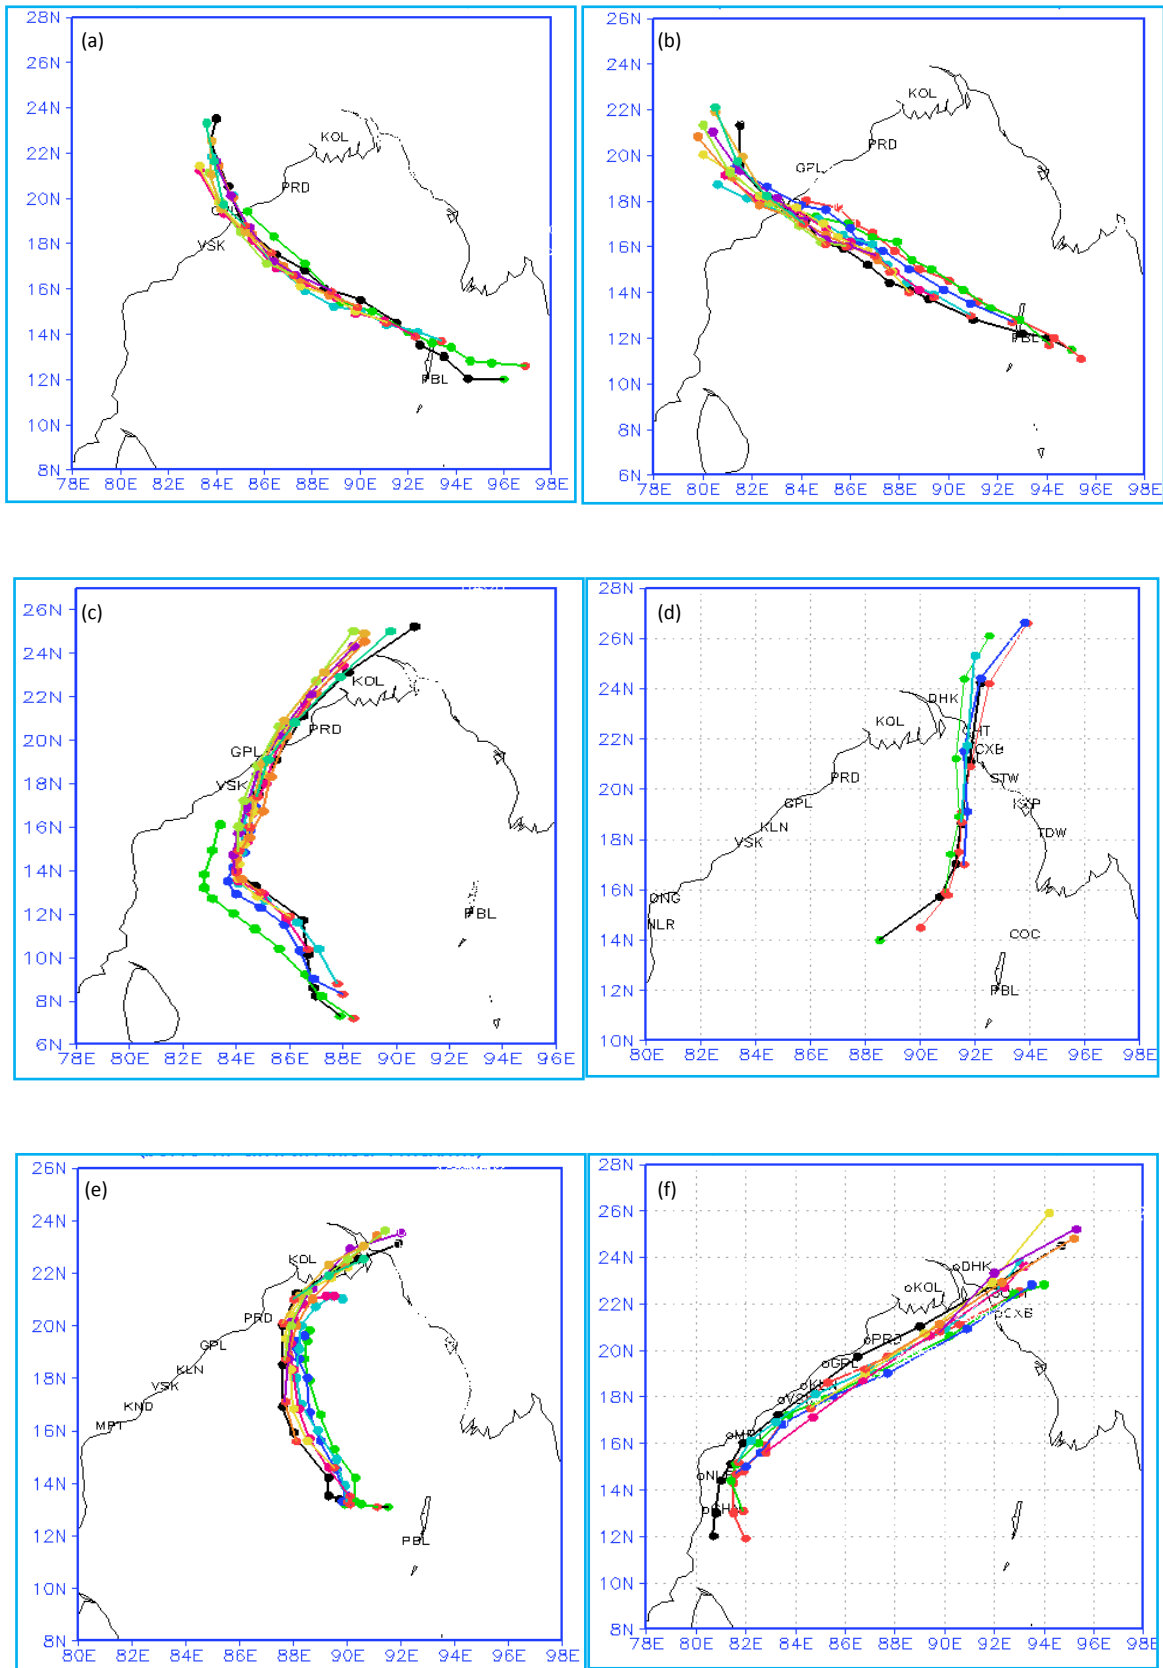 (a)
28N
26N
24N
22N
20N
18N
16N
14N
12N
10N
8N
KOL
PRD
VSK
PBL
78E 80E 82E 84E 86E 88E 90E 92E 94E 96E 98E
(b)
26N
24N
22N
20N
18N
16N
14N
12N
10N
8N
6N
KOL
PRD
GPL
PBL
78E 80E 82E 84E 86E 88E 90E 92E 94E 96E 98E
(c)
26N
24N
22N
20N
18N
16N
14N
12N
10N
8N
6N
KOL
PRD
GPL
VSK
PBL
78E 80E 82E 84E 86E 88E 90E 92E 94E 96E
(d)
28N
26N
24N
22N
20N
18N
16N
14N
12N
10N
DHK
KOL
CXB
PRD
STW
GPL
KYP
KLN
TDW
VSK
ONG
NLR
COC
PBL
80E 82E 84E 86E 88E 90E 92E 94E 96E 98E
(e)
26N
24N
22N
20N
18N
16N
14N
12N
10N
8N
KOL
PRD
GPL
KLN
VSK
KND
MPT
PBL
80E 82E 84E 86E 88E 90E 92E 94E 96E 98E
(f)
28N
26N
24N
22N
20N
18N
16N
14N
12N
10N
8N
DHK
KOL
CXB
PRD
GPL
78E 80E 82E 84E 86E 88E 90E 92E 94E 96E 98E